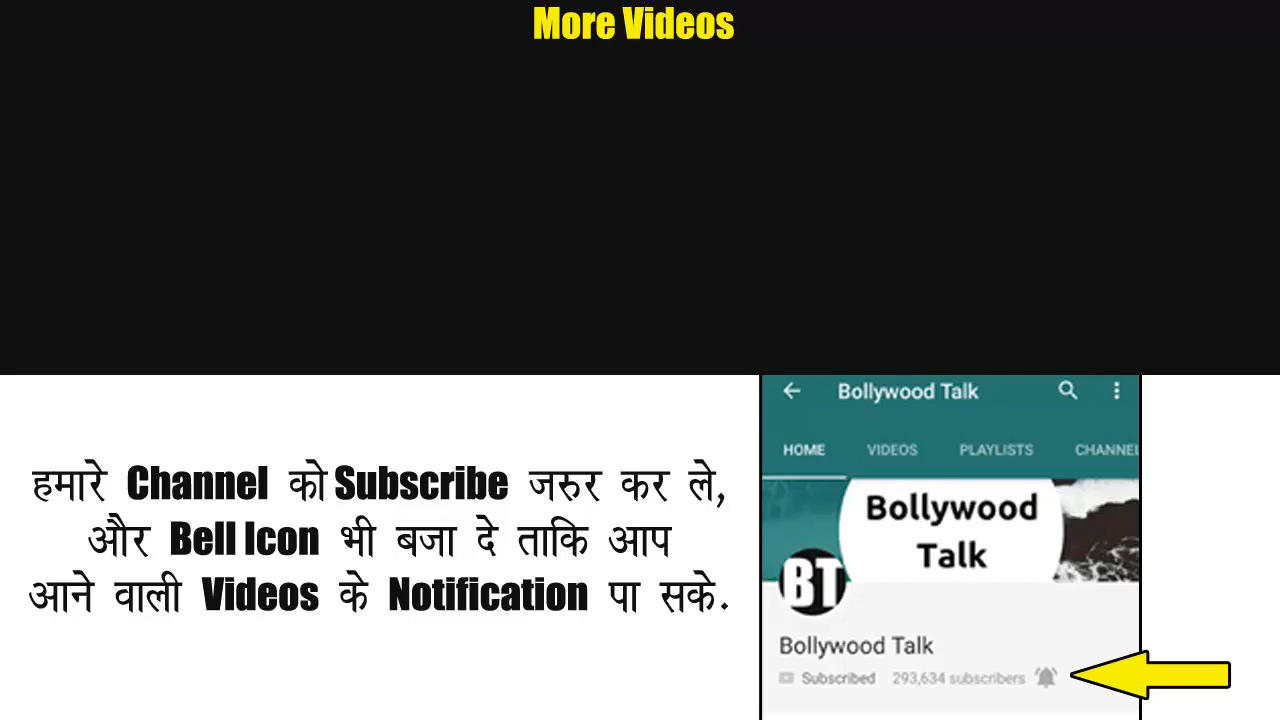 More Videos
हमारे Channel को Subscribe जरुर कर ले,
और Bell Icon भी बजा दे ताकि आप
आने वाली Videos के Notification पा सके.
Bollywood Talk
HOME VIDEOS PLAYLISTS CHANNEL
Bollywood
Talk
BT
Bollywood Talk
Subscribed 293,634 subscribers